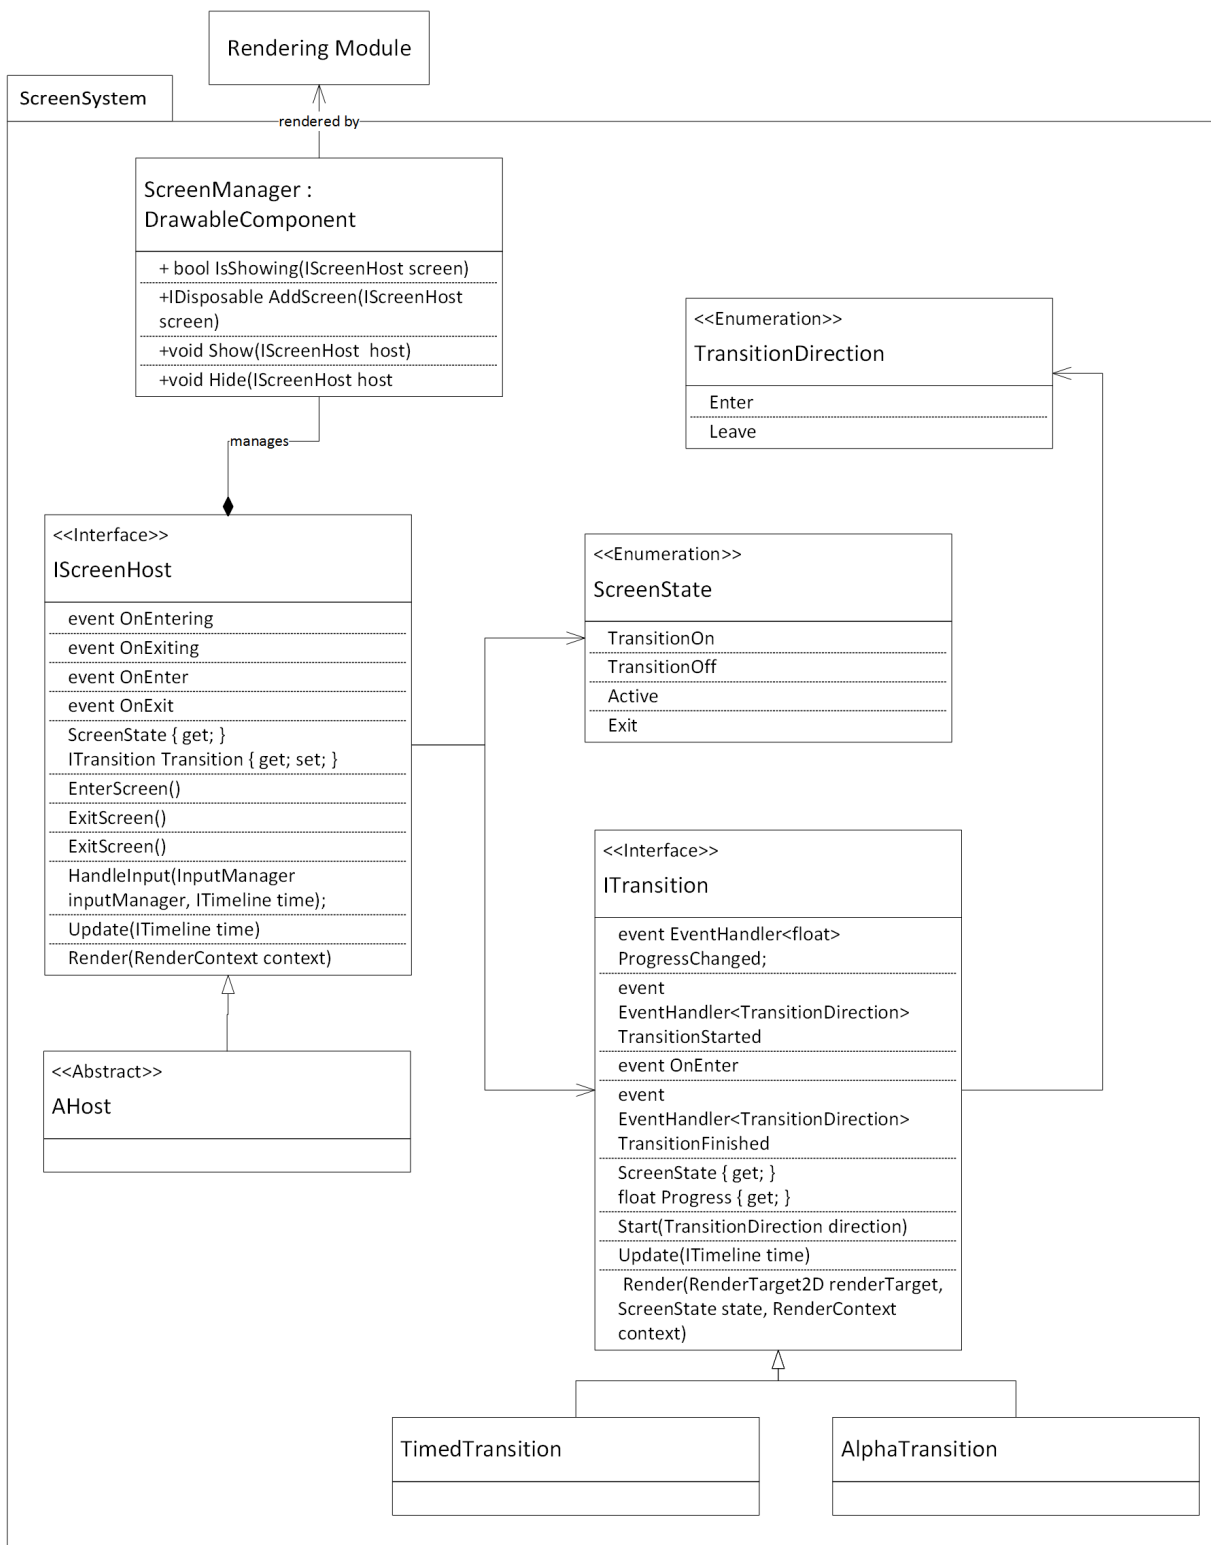 Rendering Module
ScreenSystem
rendered by
ScreenManager :
DrawableComponent
+ bool IsShowing(IScreenHost screen)
+IDisposable AddScreen(IScreenHost
screen)
+void Show(IScreenHost  host)
+void Hide(IScreenHost host
<<Enumeration>>
TransitionDirection
Enter
Leave
manages
<<Interface>>
IScreenHost
event OnEntering
event OnExiting
event OnEnter
event OnExit
ScreenState { get; }
ITransition Transition { get; set; }
EnterScreen()
ExitScreen()
ExitScreen()
HandleInput(InputManager
inputManager, ITimeline time);
Update(ITimeline time)
Render(RenderContext context)
<<Enumeration>>
ScreenState
TransitionOn
TransitionOff
Active
Exit
<<Interface>>
ITransition
event EventHandler<float>
ProgressChanged;
event
EventHandler<TransitionDirection>
TransitionStarted
event OnEnter
event
EventHandler<TransitionDirection>
TransitionFinished
ScreenState { get; }
float Progress { get; }
Start(TransitionDirection direction)
Update(ITimeline time)
Render(RenderTarget2D renderTarget,
ScreenState state, RenderContext
context)
<<Abstract>>
AHost
TimedTransition
AlphaTransition